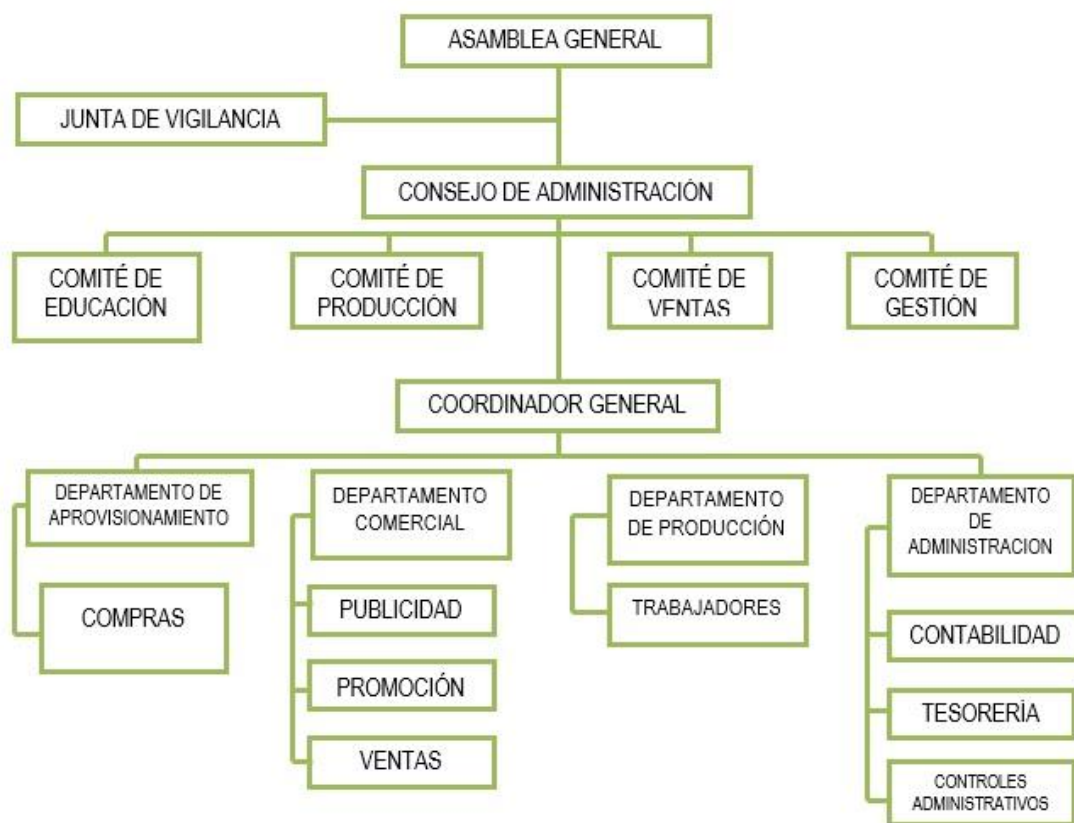 ASAMBLEA GENERAL
JUNTA DE VIGILANCIA
CONSEJO DE ADMINISTRACIÓN
COMITÉ DE
EDUCACIÓN
COMITÉ DE
PRODUCCIÓN
COMITÉ DE
VENTAS
COMITÉ DE
GESTIÓN
COORDINADOR GENERAL
DEPARTAMENTO DE
APROVISIONAMIENTO
COMPRAS
DEPARTAMENTO
COMERCIAL
PUBLICIDAD
PROMOCIÓN
VENTAS
DEPARTAMENTO
DE PRODUCCIÓN
TRABAJADORES
DEPARTAMENTO
DE
ADMINISTRACION
CONTABILIDAD
TESORERÌA
CONTROLES
ADMINISTRATIVOS